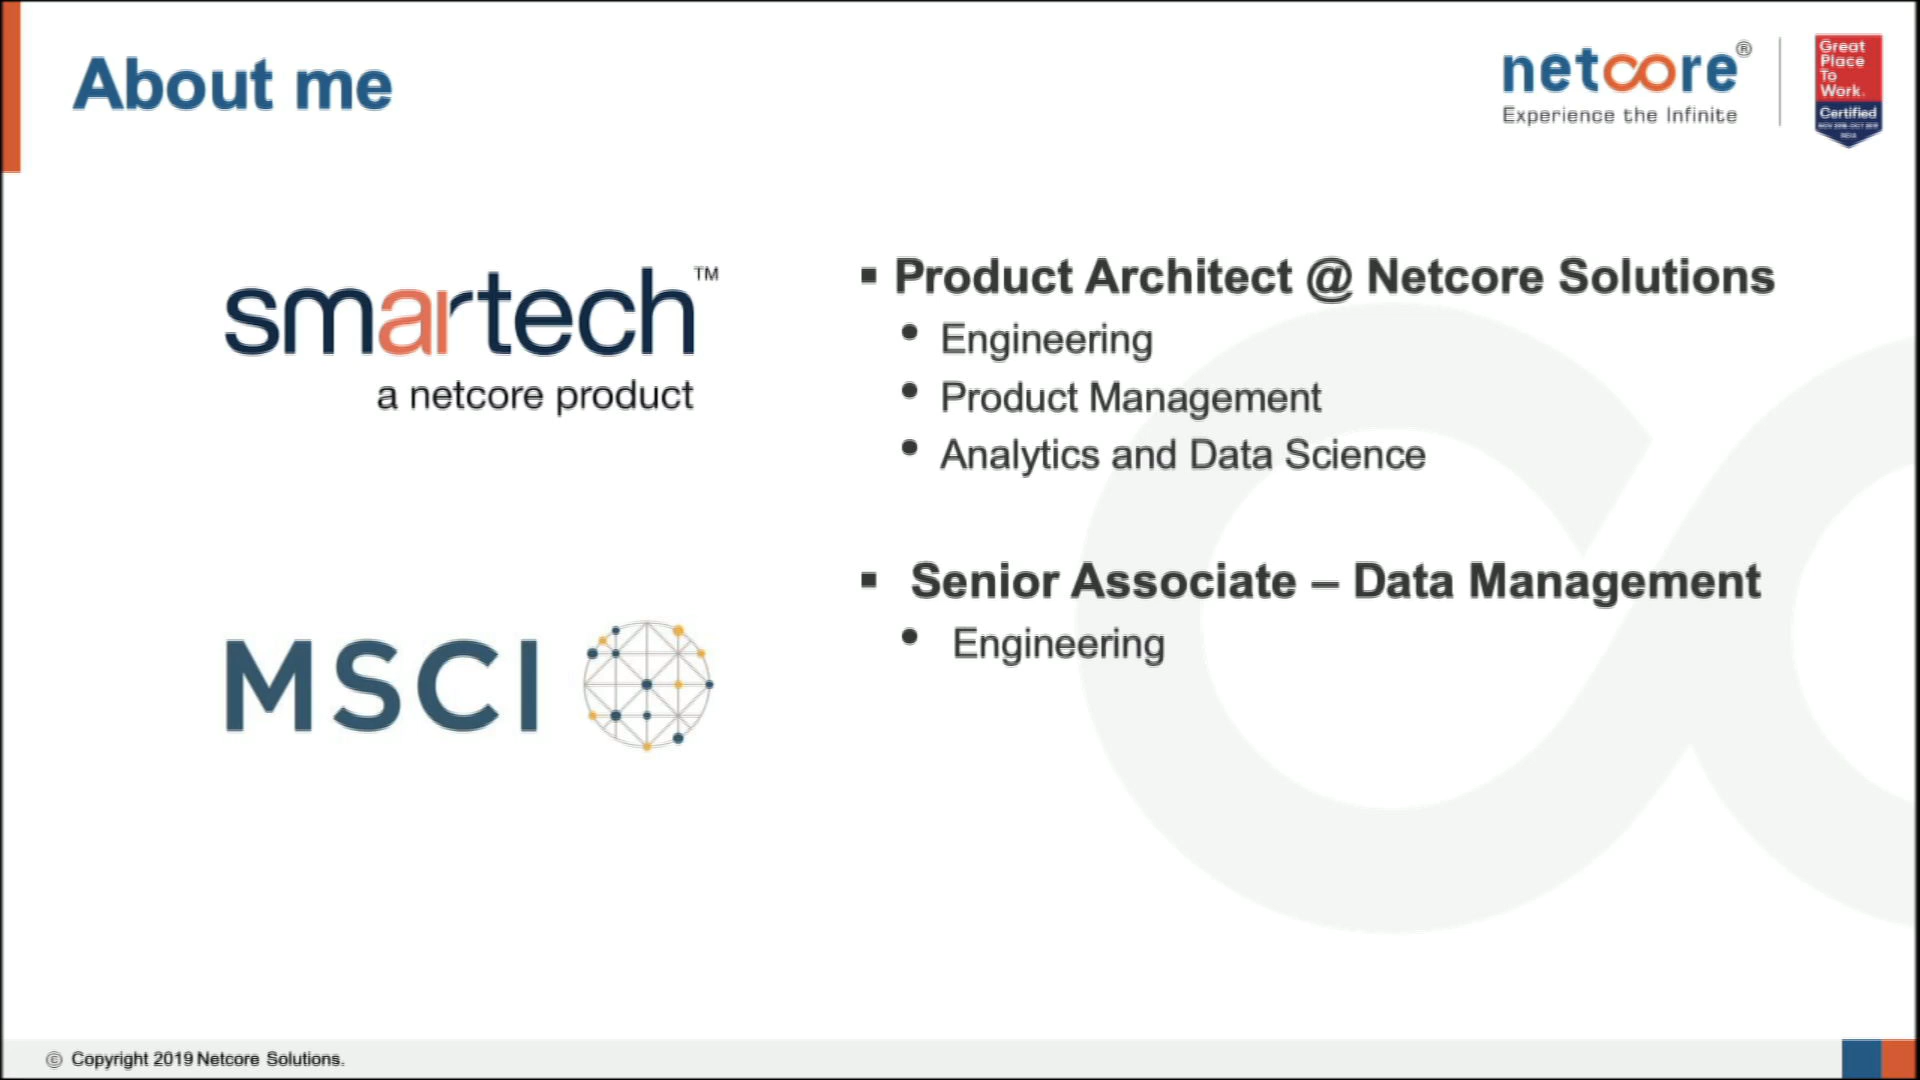 About me
netcore®
Experience the Infinite
Great
Place
To
Work.
Certified
smartech™
a netcore product
▪ Product Architect @ Netcore Solutions
• Engineering
• Product Management
• Analytics and Data Science
▪ Senior Associate – Data Management
• Engineering
MSCI
© Copyright 2019 Netcore Solutions.